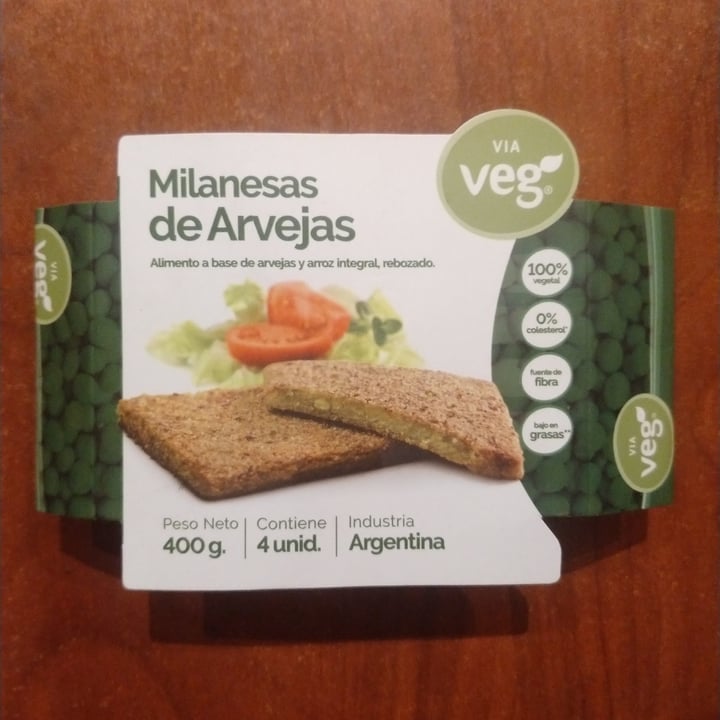 VIA
veg®
Milanesas
de Arvejas
Alimento a base de arvejas y arroz integral, rebozado.
100%
vegetal
0%
colesterol*
fuente de
fibra
bajo en
grasas**
Peso Neto
400 g.
Contiene
4 unid.
Industria
Argentina
VIA
veg
VIA
veg